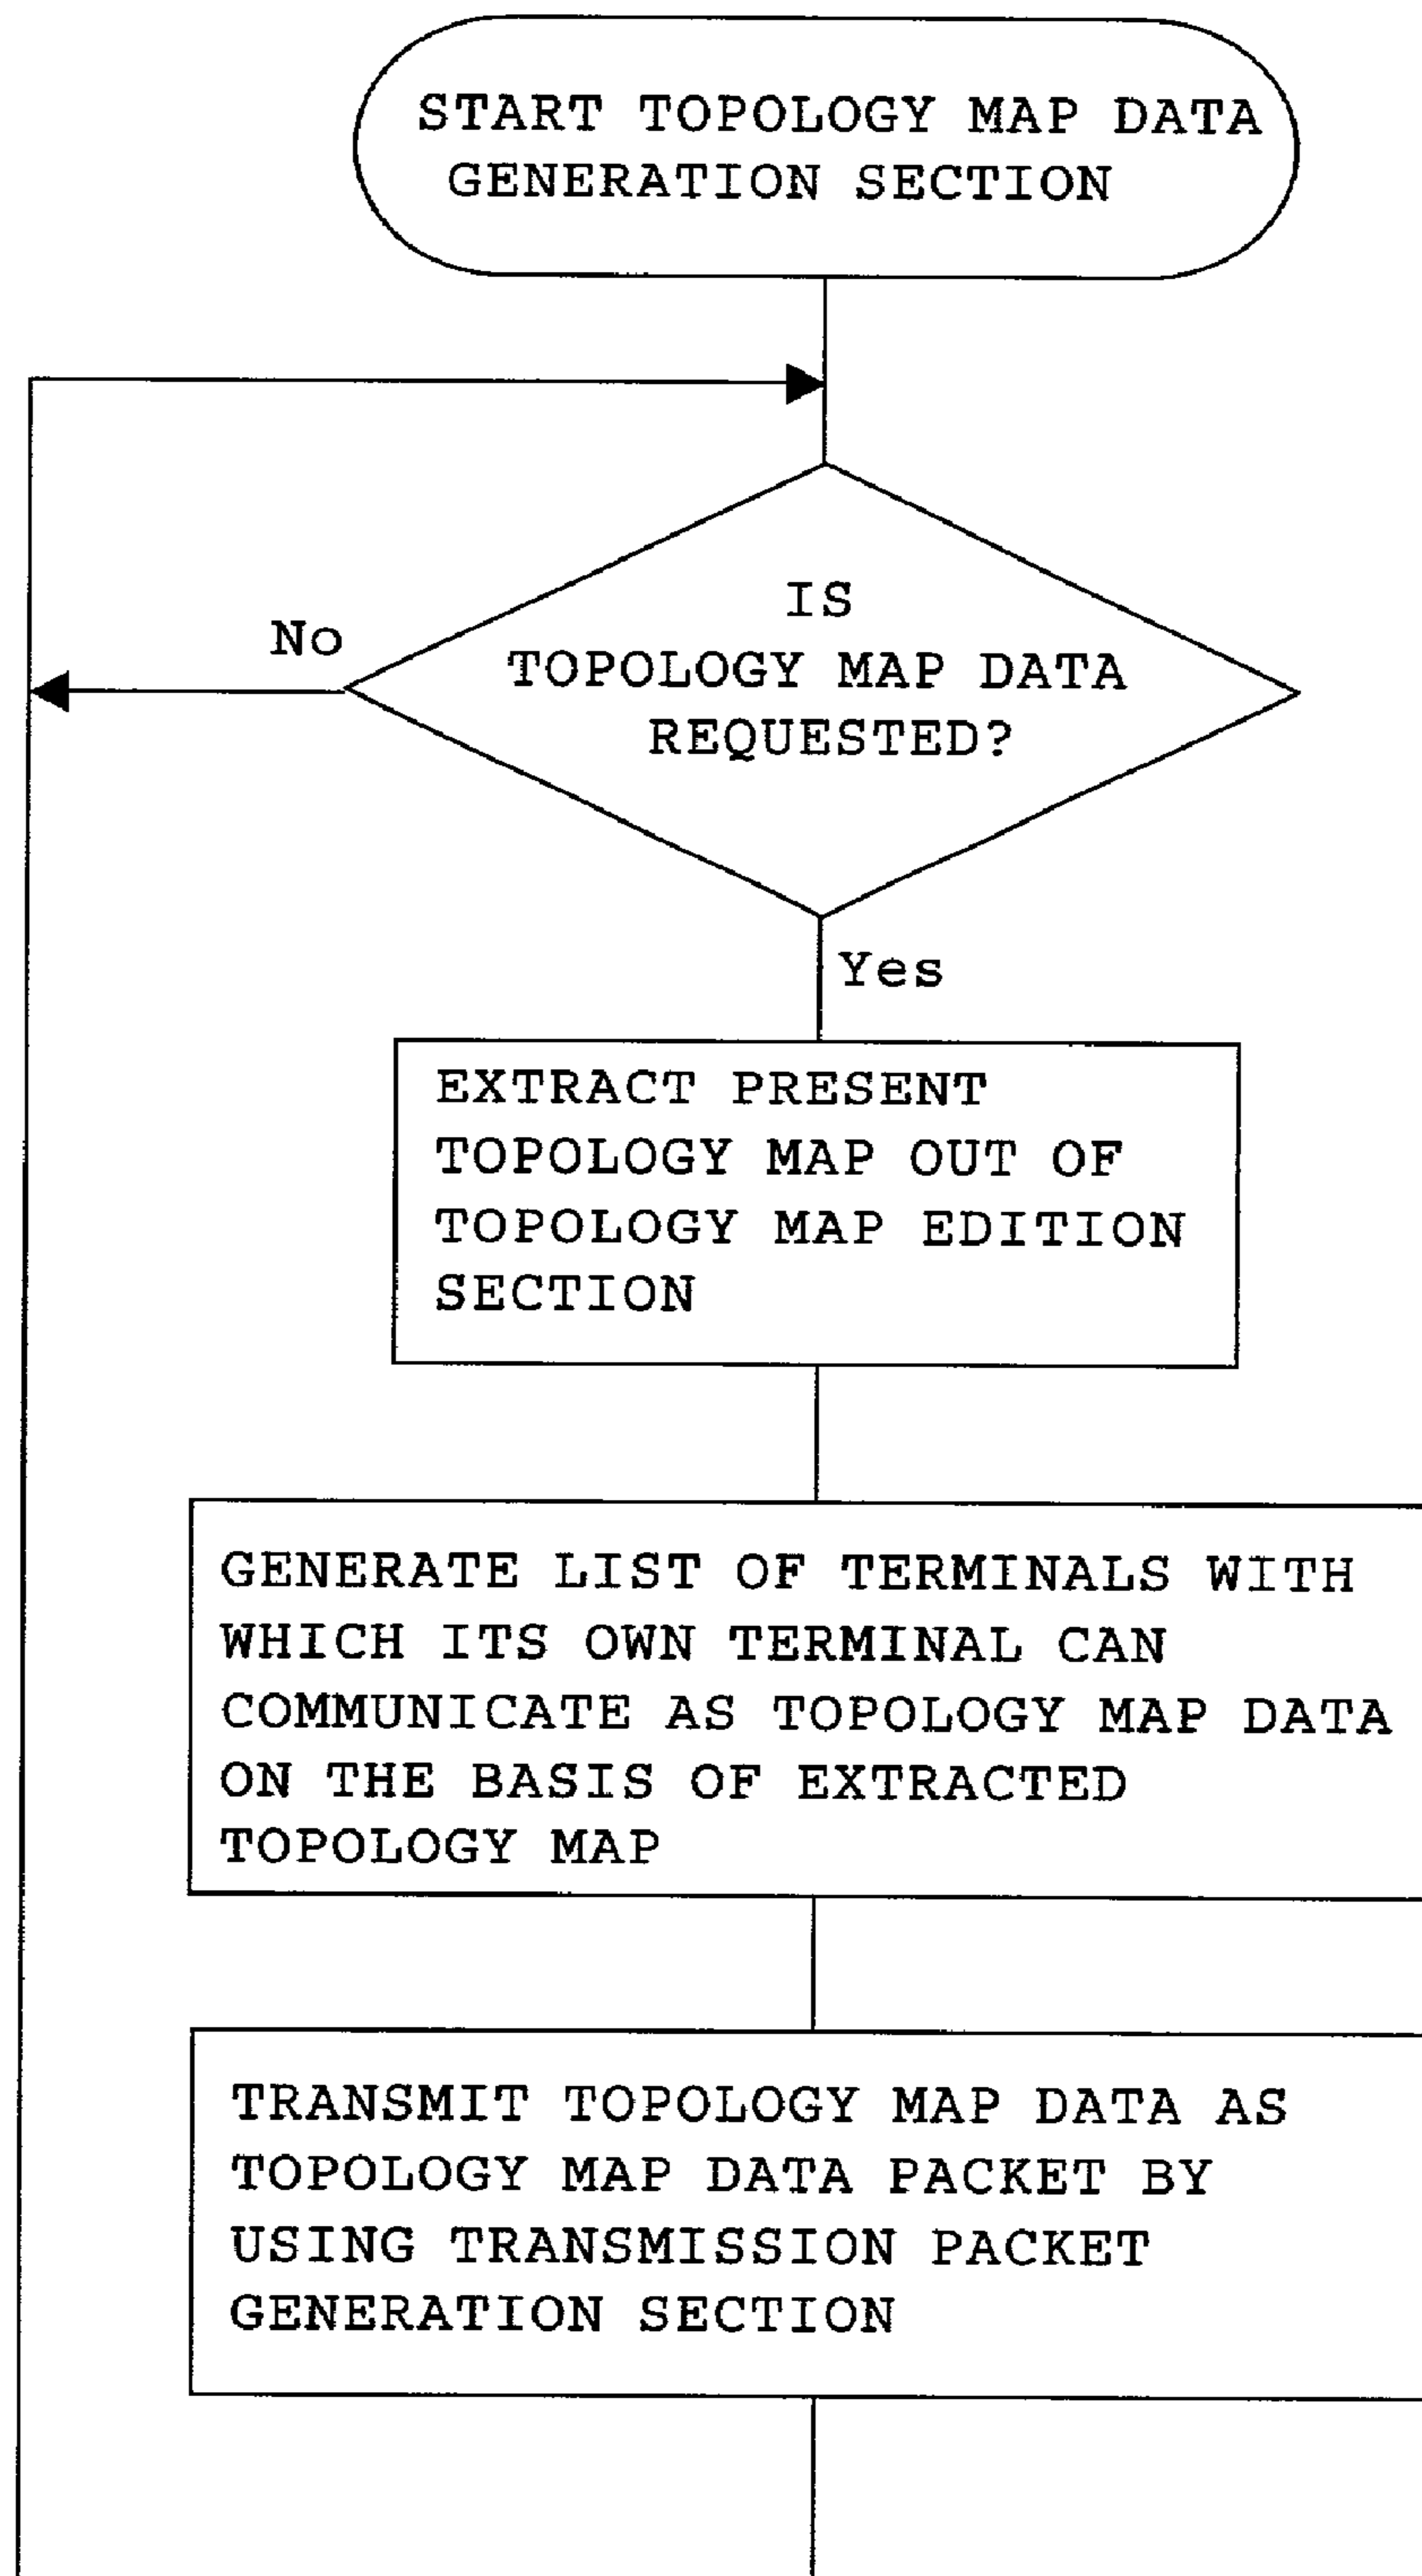 START TOPOLOGY MAP DATA
GENERATION SECTION
IS
TOPOLOGY MAP DATA
REQUESTED?
No
Yes
EXTRACT PRESENT
TOPOLOGY MAP OUT OF
TOPOLOGY MAP EDITION
SECTION
GENERATE LIST OF TERMINALS WITH
WHICH ITS OWN TERMINAL CAN
COMMUNICATE AS TOPOLOGY MAP DATA
ON THE BASIS OF EXTRACTED
TOPOLOGY MAP
TRANSMIT TOPOLOGY MAP DATA AS
TOPOLOGY MAP DATA PACKET BY
USING TRANSMISSION PACKET
GENERATION SECTION